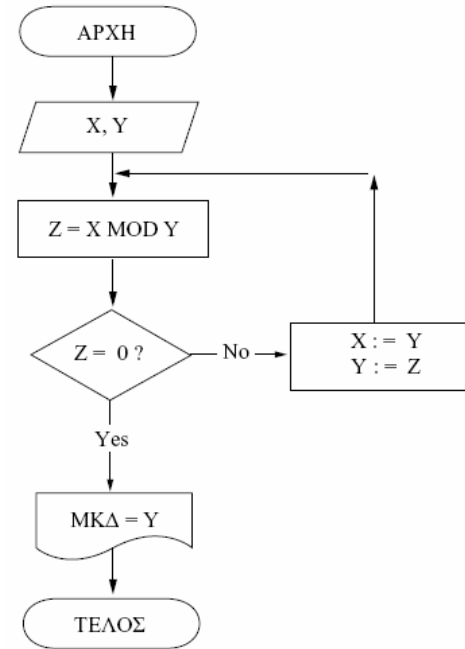 ΑΡΧΗ
X, Y
Z = X MOD Y
Z = 0 ?
No
X : = Y
Y : = Z
Yes
ΜΚΔ = Y
ΤΕΛΟΣ